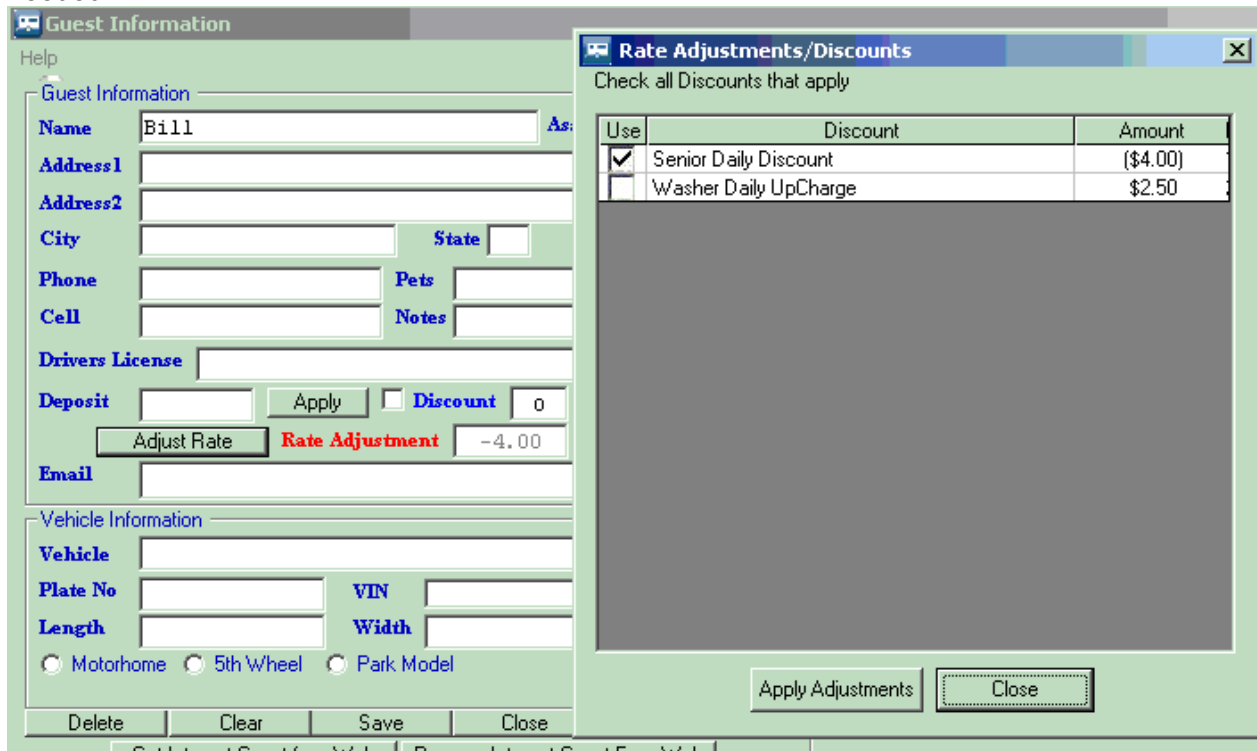 Guest Information
Help
Guest Information
Name Bill
Address1
Address2
City State
Phone Pets
Cell Notes
Drivers License
Deposit Apply Discount 0
Adjust Rate Rate Adjustment -4.00
Email
Vehicle Information
Vehicle
Plate No VIN
Length Width
Motorhome 5th Wheel Park Model
Delete Clear Save Close
Rate Adjustments/Discounts
Check all Discounts that apply
Use Discount Amount
Senior Daily Discount ($4.00)
Washer Daily UpCharge $2.50
Apply Adjustments Close